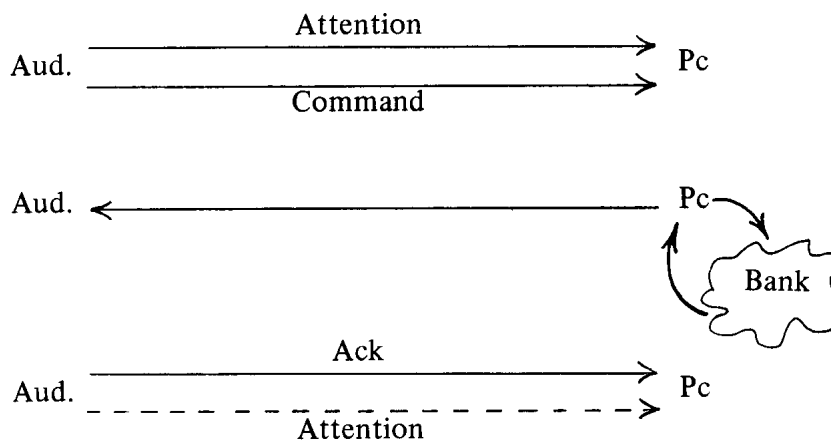 Attention
Aud. Pc
Command
Aud. Pc
Bank
Ack
Aud. Pc
Attention